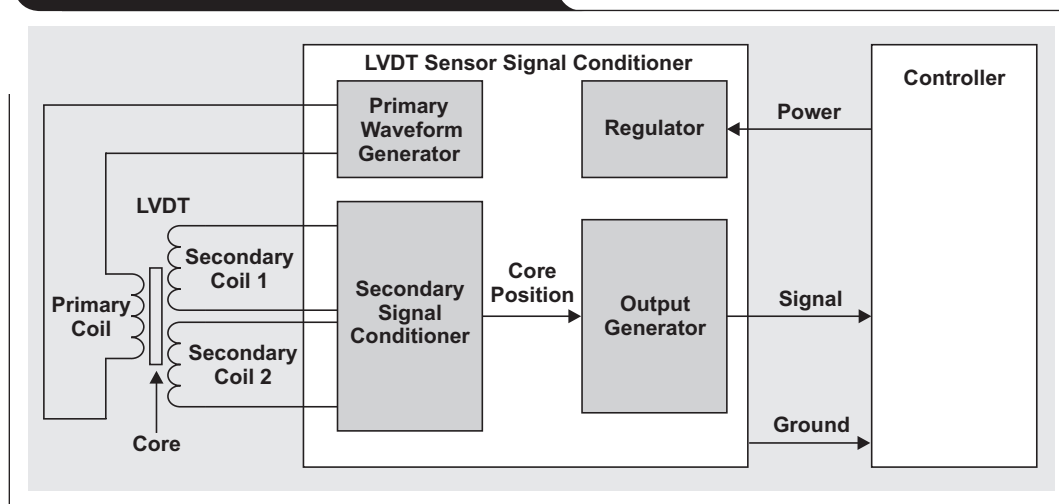 LVDT Sensor Signal Conditioner
Primary
Waveform
Generator
Regulator
Power
Controller
LVDT
Secondary
Coil 1
Primary
Coil
Secondary
Coil 2
Core
Secondary
Signal
Conditioner
Core
Position
Output
Generator
Signal
Ground